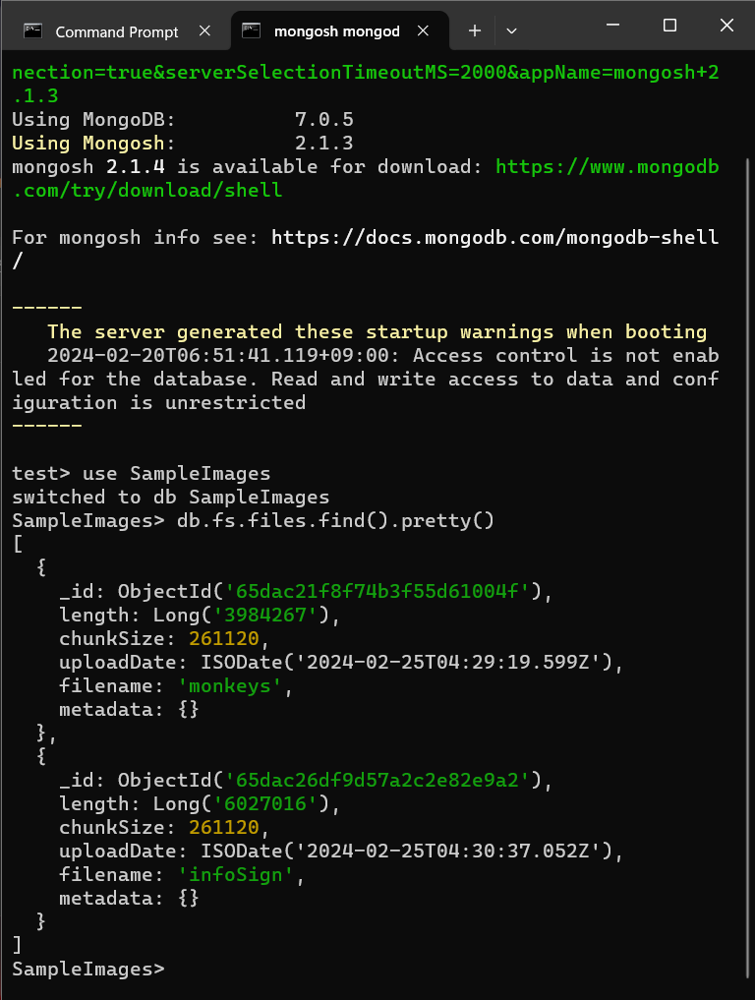 Command Prompt
mongosh mongod
nection=true&serverSelectionTimeoutMS=2000&appName=mongosh+2
.1.3
Using MongoDB:          7.0.5
Using Mongosh:          2.1.3
mongosh 2.1.4 is available for download: https://www.mongodb
.com/try/download/shell
For mongosh info see: https://docs.mongodb.com/mongodb-shell
/
------
   The server generated these startup warnings when booting
   2024-02-20T06:51:41.119+09:00: Access control is not enab
led for the database. Read and write access to data and conf
iguration is unrestricted
------
test> use SampleImages
switched to db SampleImages
SampleImages> db.fs.files.find().pretty()
[
  {
    _id: ObjectId('65dac21f8f74b3f55d61004f'),
    length: Long('3984267'),
    chunkSize: 261120,
    uploadDate: ISODate('2024-02-25T04:29:19.599Z'),
    filename: 'monkeys',
    metadata: {}
  },
  {
    _id: ObjectId('65dac26df9d57a2c2e82e9a2'),
    length: Long('6027016'),
    chunkSize: 261120,
    uploadDate: ISODate('2024-02-25T04:30:37.052Z'),
    filename: 'infoSign',
    metadata: {}
  }
]
SampleImages>